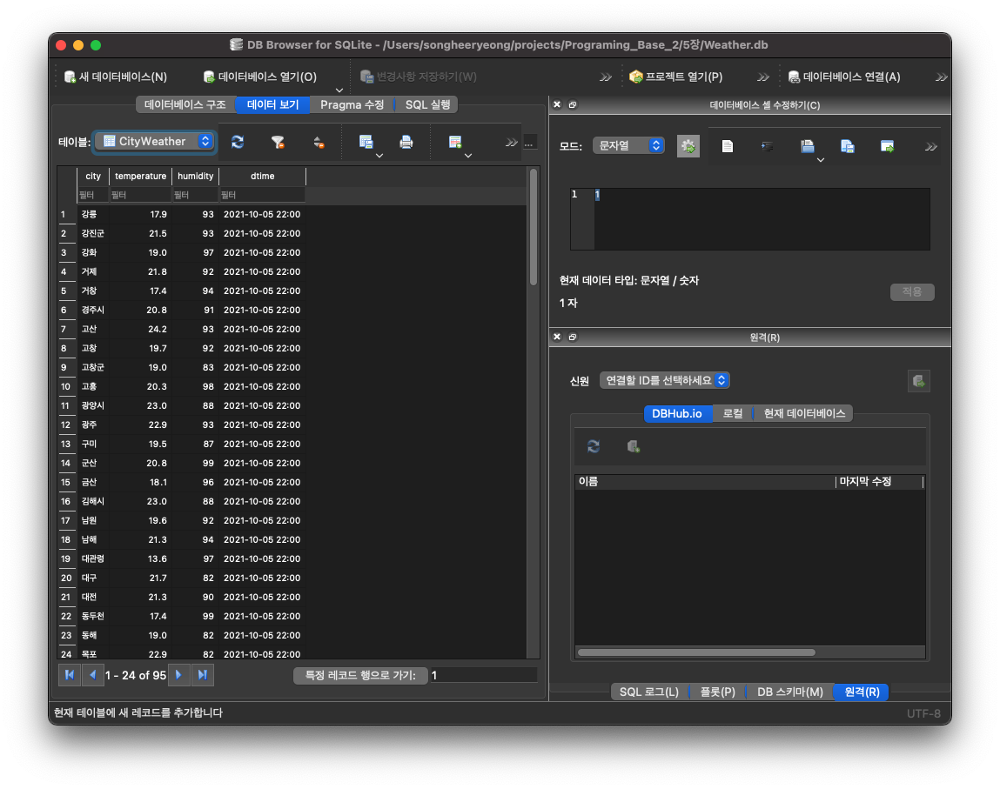 DB Browser for SQLite - /Users/songheeryeong/projects/Programing_Base_2/5장/Weather.db
새 데이터베이스(N) 데이터베이스 열기(O) 변경사항 저장하기(W) 프로젝트 열기(P) 데이터베이스 연결(A)
데이터베이스 구조 데이터 보기 Pragma 수정 SQL 실행
테이블: CityWeather ...
city temperature humidity dtime
필터 필터 필터 필터
1 강릉 17.9 93 2021-10-05 22:00
2 강진군 21.5 93 2021-10-05 22:00
3 강화 19.0 97 2021-10-05 22:00
4 거제 21.8 92 2021-10-05 22:00
5 거창 17.4 94 2021-10-05 22:00
6 경주시 20.8 91 2021-10-05 22:00
7 고산 24.2 93 2021-10-05 22:00
8 고창 19.7 92 2021-10-05 22:00
9 고창군 19.0 83 2021-10-05 22:00
10 고흥 20.3 98 2021-10-05 22:00
11 광양시 23.0 88 2021-10-05 22:00
12 광주 22.9 93 2021-10-05 22:00
13 구미 19.5 87 2021-10-05 22:00
14 군산 20.8 99 2021-10-05 22:00
15 금산 18.1 96 2021-10-05 22:00
16 김해시 23.0 88 2021-10-05 22:00
17 남원 19.6 92 2021-10-05 22:00
18 남해 21.3 94 2021-10-05 22:00
19 대관령 13.6 97 2021-10-05 22:00
20 대구 21.7 82 2021-10-05 22:00
21 대전 21.3 90 2021-10-05 22:00
22 동두천 17.4 99 2021-10-05 22:00
23 동해 19.0 82 2021-10-05 22:00
24 목포 22.9 82 2021-10-05 22:00
1 - 24 of 95 특정 레코드 행으로 가기: 1
데이터베이스 셀 수정하기(C)
모드: 문자열
1 1
현재 데이터 타입: 문자열 / 숫자
1 자
적용
원격(R)
신원 연결할 ID를 선택하세요
DBHub.io 로컬 현재 데이터베이스
이름 마지막 수정
SQL 로그(L) 플롯(P) DB 스키마(M) 원격(R)
현재 테이블에 새 레코드를 추가합니다 UTF-8